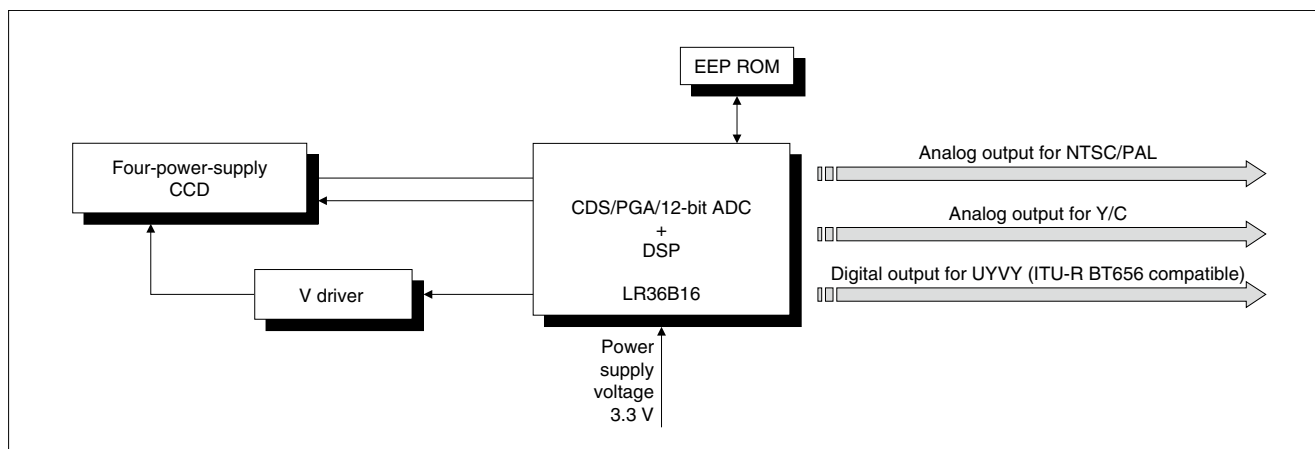 EEP ROM
Four-power-supply
CCD
CDS/PGA/12-bit ADC
+
DSP
LR36B16
V driver
Power
supply
voltage
3.3 V
Analog output for NTSC/PAL
Analog output for Y/C
Digital output for UYVY (ITU-R BT656 compatible)